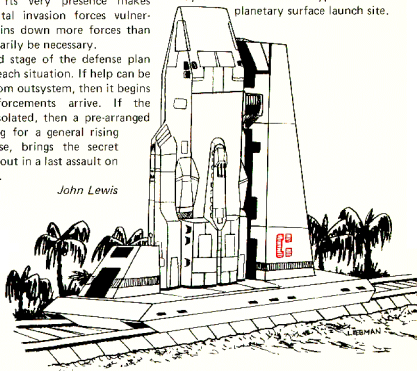 its very presence makes
tal invasion forces vulner-
ins down more forces than
arily be necessary.
d stage of the defense plan
each situation. If help can be
om outsystem, then it begins
forcements arrive. If the
solated, then a pre-arranged
g for a general rising
se, brings the secret
out in a last assault on
John Lewis
planetary surface launch site.
LEEMAN